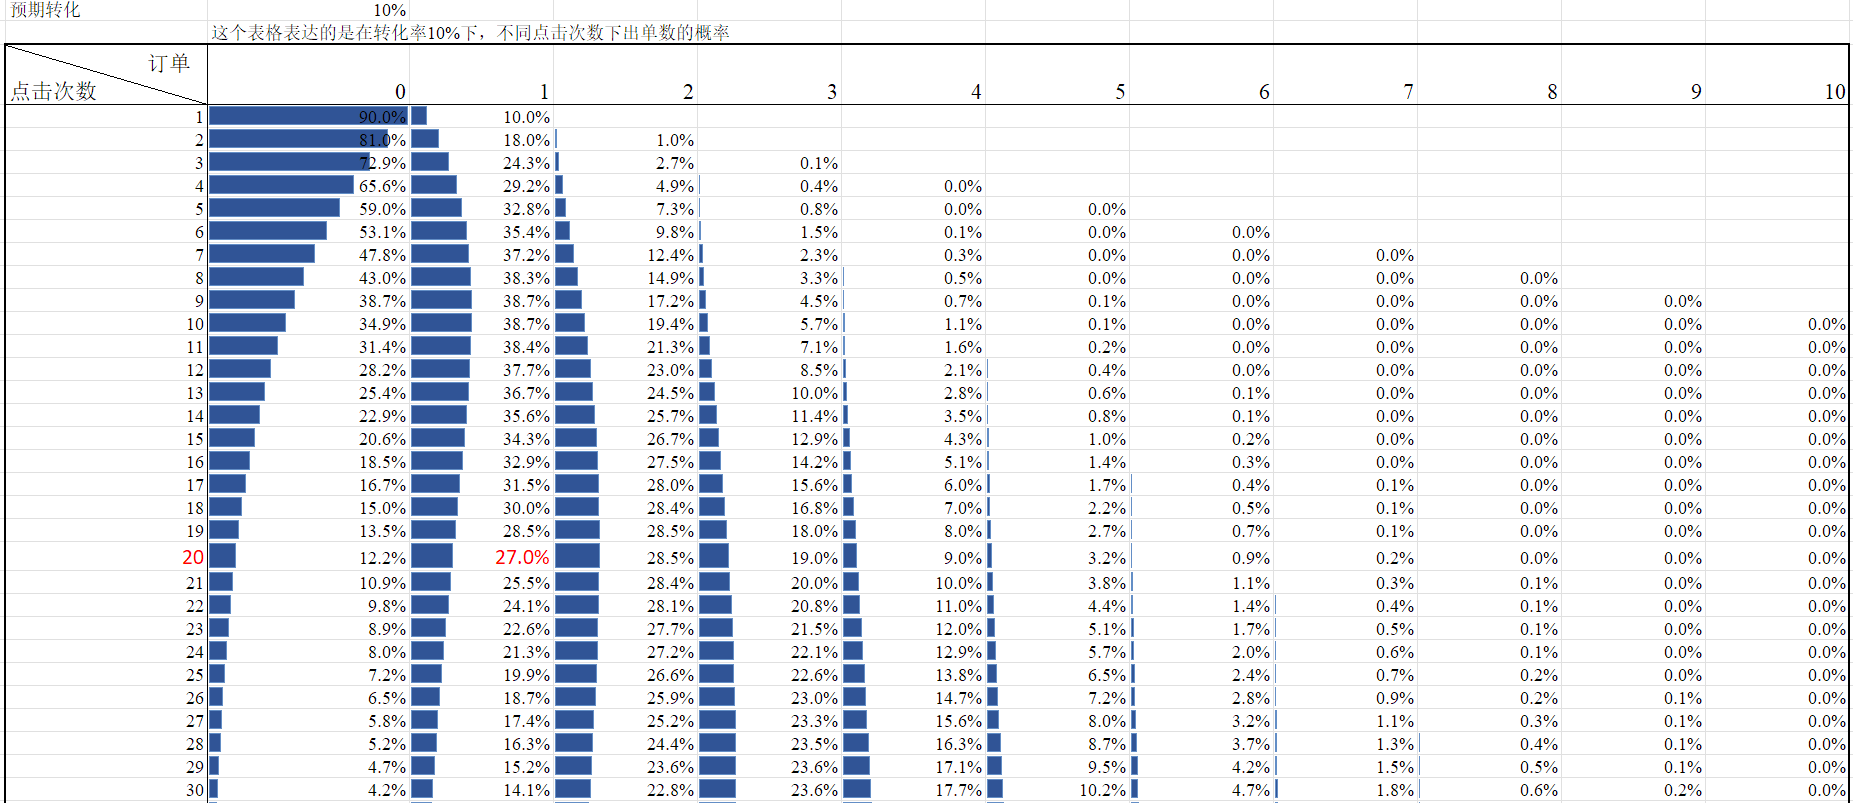 预期转化 10%
这个表格表达的是在转化率10%下，不同点击次数下出单数的概率
订单
点击次数 0 1 2 3 4 5 6 7 8 9 10
1 90.0% 10.0%
2 81.0% 18.0% 1.0%
3 72.9% 24.3% 2.7% 0.1%
4 65.6% 29.2% 4.9% 0.4% 0.0%
5 59.0% 32.8% 7.3% 0.8% 0.0% 0.0%
6 53.1% 35.4% 9.8% 1.5% 0.1% 0.0% 0.0%
7 47.8% 37.2% 12.4% 2.3% 0.3% 0.0% 0.0% 0.0%
8 43.0% 38.3% 14.9% 3.3% 0.5% 0.0% 0.0% 0.0% 0.0%
9 38.7% 38.7% 17.2% 4.5% 0.7% 0.1% 0.0% 0.0% 0.0% 0.0%
10 34.9% 38.7% 19.4% 5.7% 1.1% 0.1% 0.0% 0.0% 0.0% 0.0% 0.0%
11 31.4% 38.4% 21.3% 7.1% 1.6% 0.2% 0.0% 0.0% 0.0% 0.0% 0.0%
12 28.2% 37.7% 23.0% 8.5% 2.1% 0.4% 0.0% 0.0% 0.0% 0.0% 0.0%
13 25.4% 36.7% 24.5% 10.0% 2.8% 0.6% 0.1% 0.0% 0.0% 0.0% 0.0%
14 22.9% 35.6% 25.7% 11.4% 3.5% 0.8% 0.1% 0.0% 0.0% 0.0% 0.0%
15 20.6% 34.3% 26.7% 12.9% 4.3% 1.0% 0.2% 0.0% 0.0% 0.0% 0.0%
16 18.5% 32.9% 27.5% 14.2% 5.1% 1.4% 0.3% 0.0% 0.0% 0.0% 0.0%
17 16.7% 31.5% 28.0% 15.6% 6.0% 1.7% 0.4% 0.1% 0.0% 0.0% 0.0%
18 15.0% 30.0% 28.4% 16.8% 7.0% 2.2% 0.5% 0.1% 0.0% 0.0% 0.0%
19 13.5% 28.5% 28.5% 18.0% 8.0% 2.7% 0.7% 0.1% 0.0% 0.0% 0.0%
20 12.2% 27.0% 28.5% 19.0% 9.0% 3.2% 0.9% 0.2% 0.0% 0.0% 0.0%
21 10.9% 25.5% 28.4% 20.0% 10.0% 3.8% 1.1% 0.3% 0.1% 0.0% 0.0%
22 9.8% 24.1% 28.1% 20.8% 11.0% 4.4% 1.4% 0.4% 0.1% 0.0% 0.0%
23 8.9% 22.6% 27.7% 21.5% 12.0% 5.1% 1.7% 0.5% 0.1% 0.0% 0.0%
24 8.0% 21.3% 27.2% 22.1% 12.9% 5.7% 2.0% 0.6% 0.1% 0.0% 0.0%
25 7.2% 19.9% 26.6% 22.6% 13.8% 6.5% 2.4% 0.7% 0.2% 0.0% 0.0%
26 6.5% 18.7% 25.9% 23.0% 14.7% 7.2% 2.8% 0.9% 0.2% 0.1% 0.0%
27 5.8% 17.4% 25.2% 23.3% 15.6% 8.0% 3.2% 1.1% 0.3% 0.1% 0.0%
28 5.2% 16.3% 24.4% 23.5% 16.3% 8.7% 3.7% 1.3% 0.4% 0.1% 0.0%
29 4.7% 15.2% 23.6% 23.6% 17.1% 9.5% 4.2% 1.5% 0.5% 0.1% 0.0%
30 4.2% 14.1% 22.8% 23.6% 17.7% 10.2% 4.7% 1.8% 0.6% 0.2% 0.0%